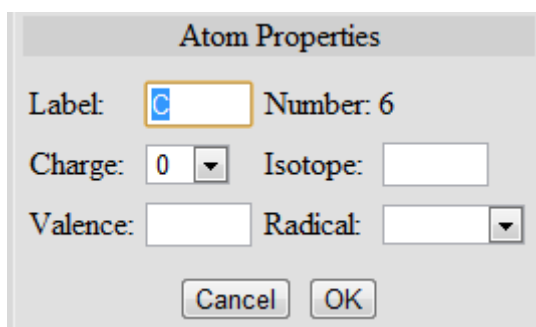 Atom Properties
Label: C Number: 6
Charge: 0 Isotope:
Valence: Radical:
Cancel OK